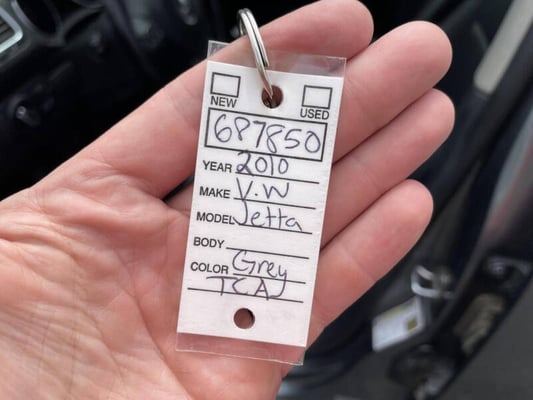 NEW USED
687850
YEAR 2010
MAKE V.W
MODEL Jetta
BODY
COLOR Grey
TCA